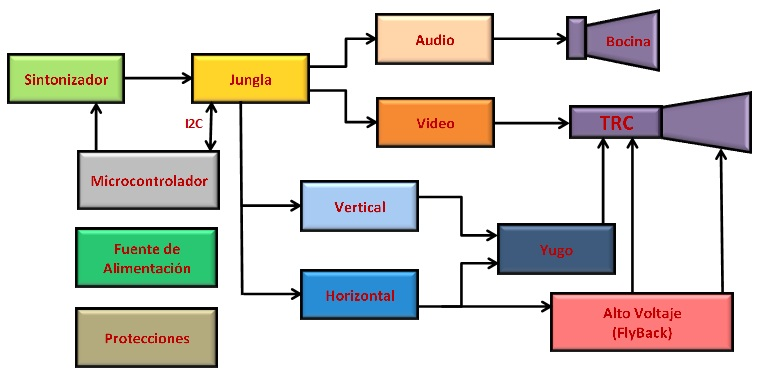 Audio
Bocina
Sintonizador
Jungla
I2C
Video
TRC
Microcontrolador
Vertical
Yugo
Fuente de
Alimentación
Horizontal
Alto Voltaje
(FlyBack)
Protecciones